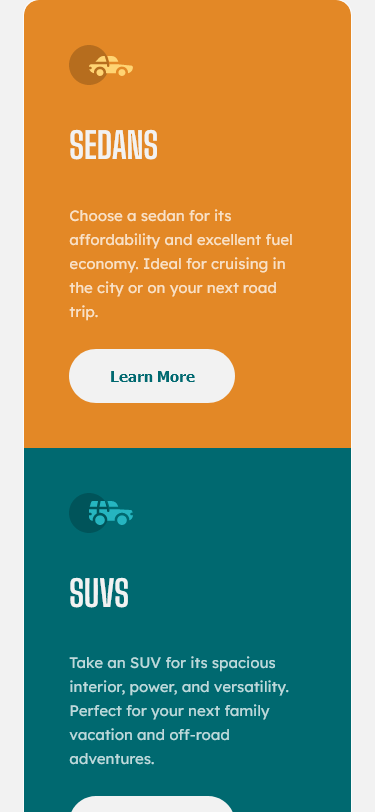 SEDANS
Choose a sedan for its
affordability and excellent fuel
economy. Ideal for cruising in
the city or on your next road
trip.
Learn More
SUVS
Take an SUV for its spacious
interior, power, and versatility.
Perfect for your next family
vacation and off-road
adventures.